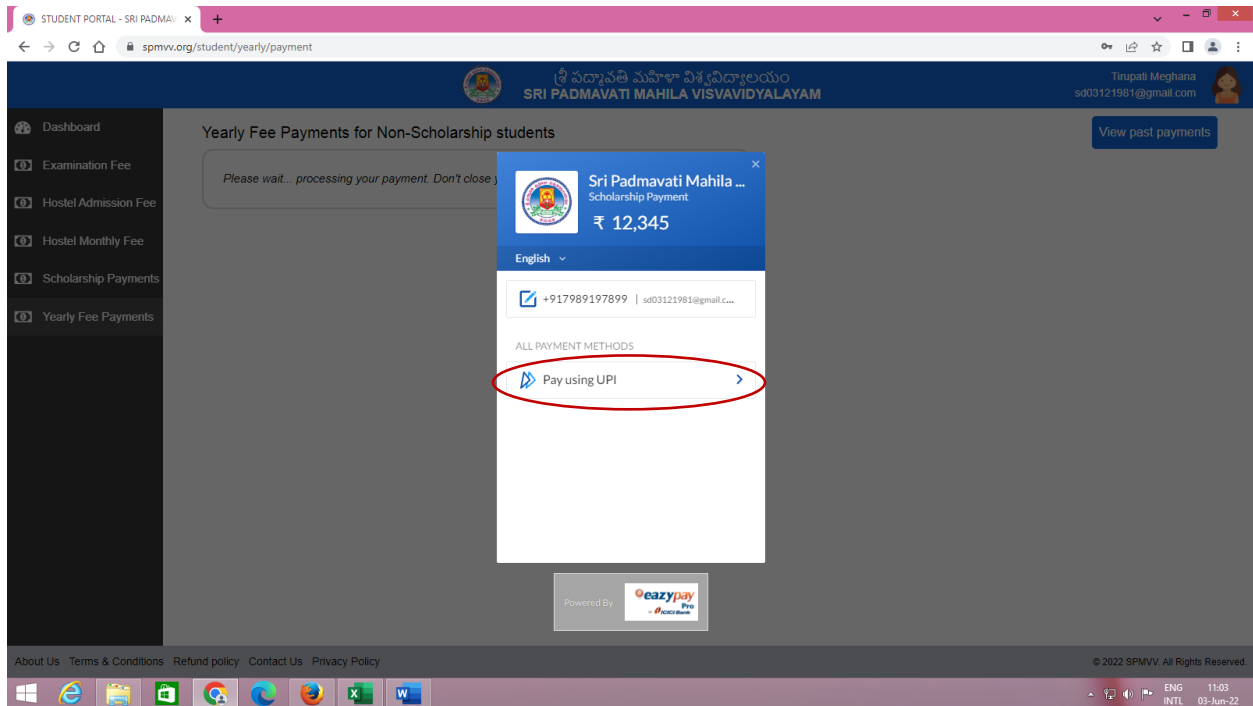 STUDENT PORTAL - SRI PADMAV
spmvv.org/student/yearly/payment
శ్రీ పద్మావతి మహిళా విశ్వవిద్యాలయం
SRI PADMAVATI MAHILA VISVAVIDYALAYAM
Tirupati Meghana
sd03121981@gmail.com
Dashboard
Examination Fee
Hostel Admission Fee
Hostel Monthly Fee
Scholarship Payments
Yearly Fee Payments
Yearly Fee Payments for Non-Scholarship students
View past payments
Please wait... processing your payment. Don't close y
Sri Padmavati Mahila ...
Scholarship Payment
₹ 12,345
English
+917989197899 | sd03121981@gmail.c...
ALL PAYMENT METHODS
Pay using UPI
Powered By
eazypay
Pro
ICICI Bank
About Us Terms & Conditions Refund policy Contact Us Privacy Policy
© 2022 SPMVV. All Rights Reserved.
ENG 11:03
INTL 03-Jun-22